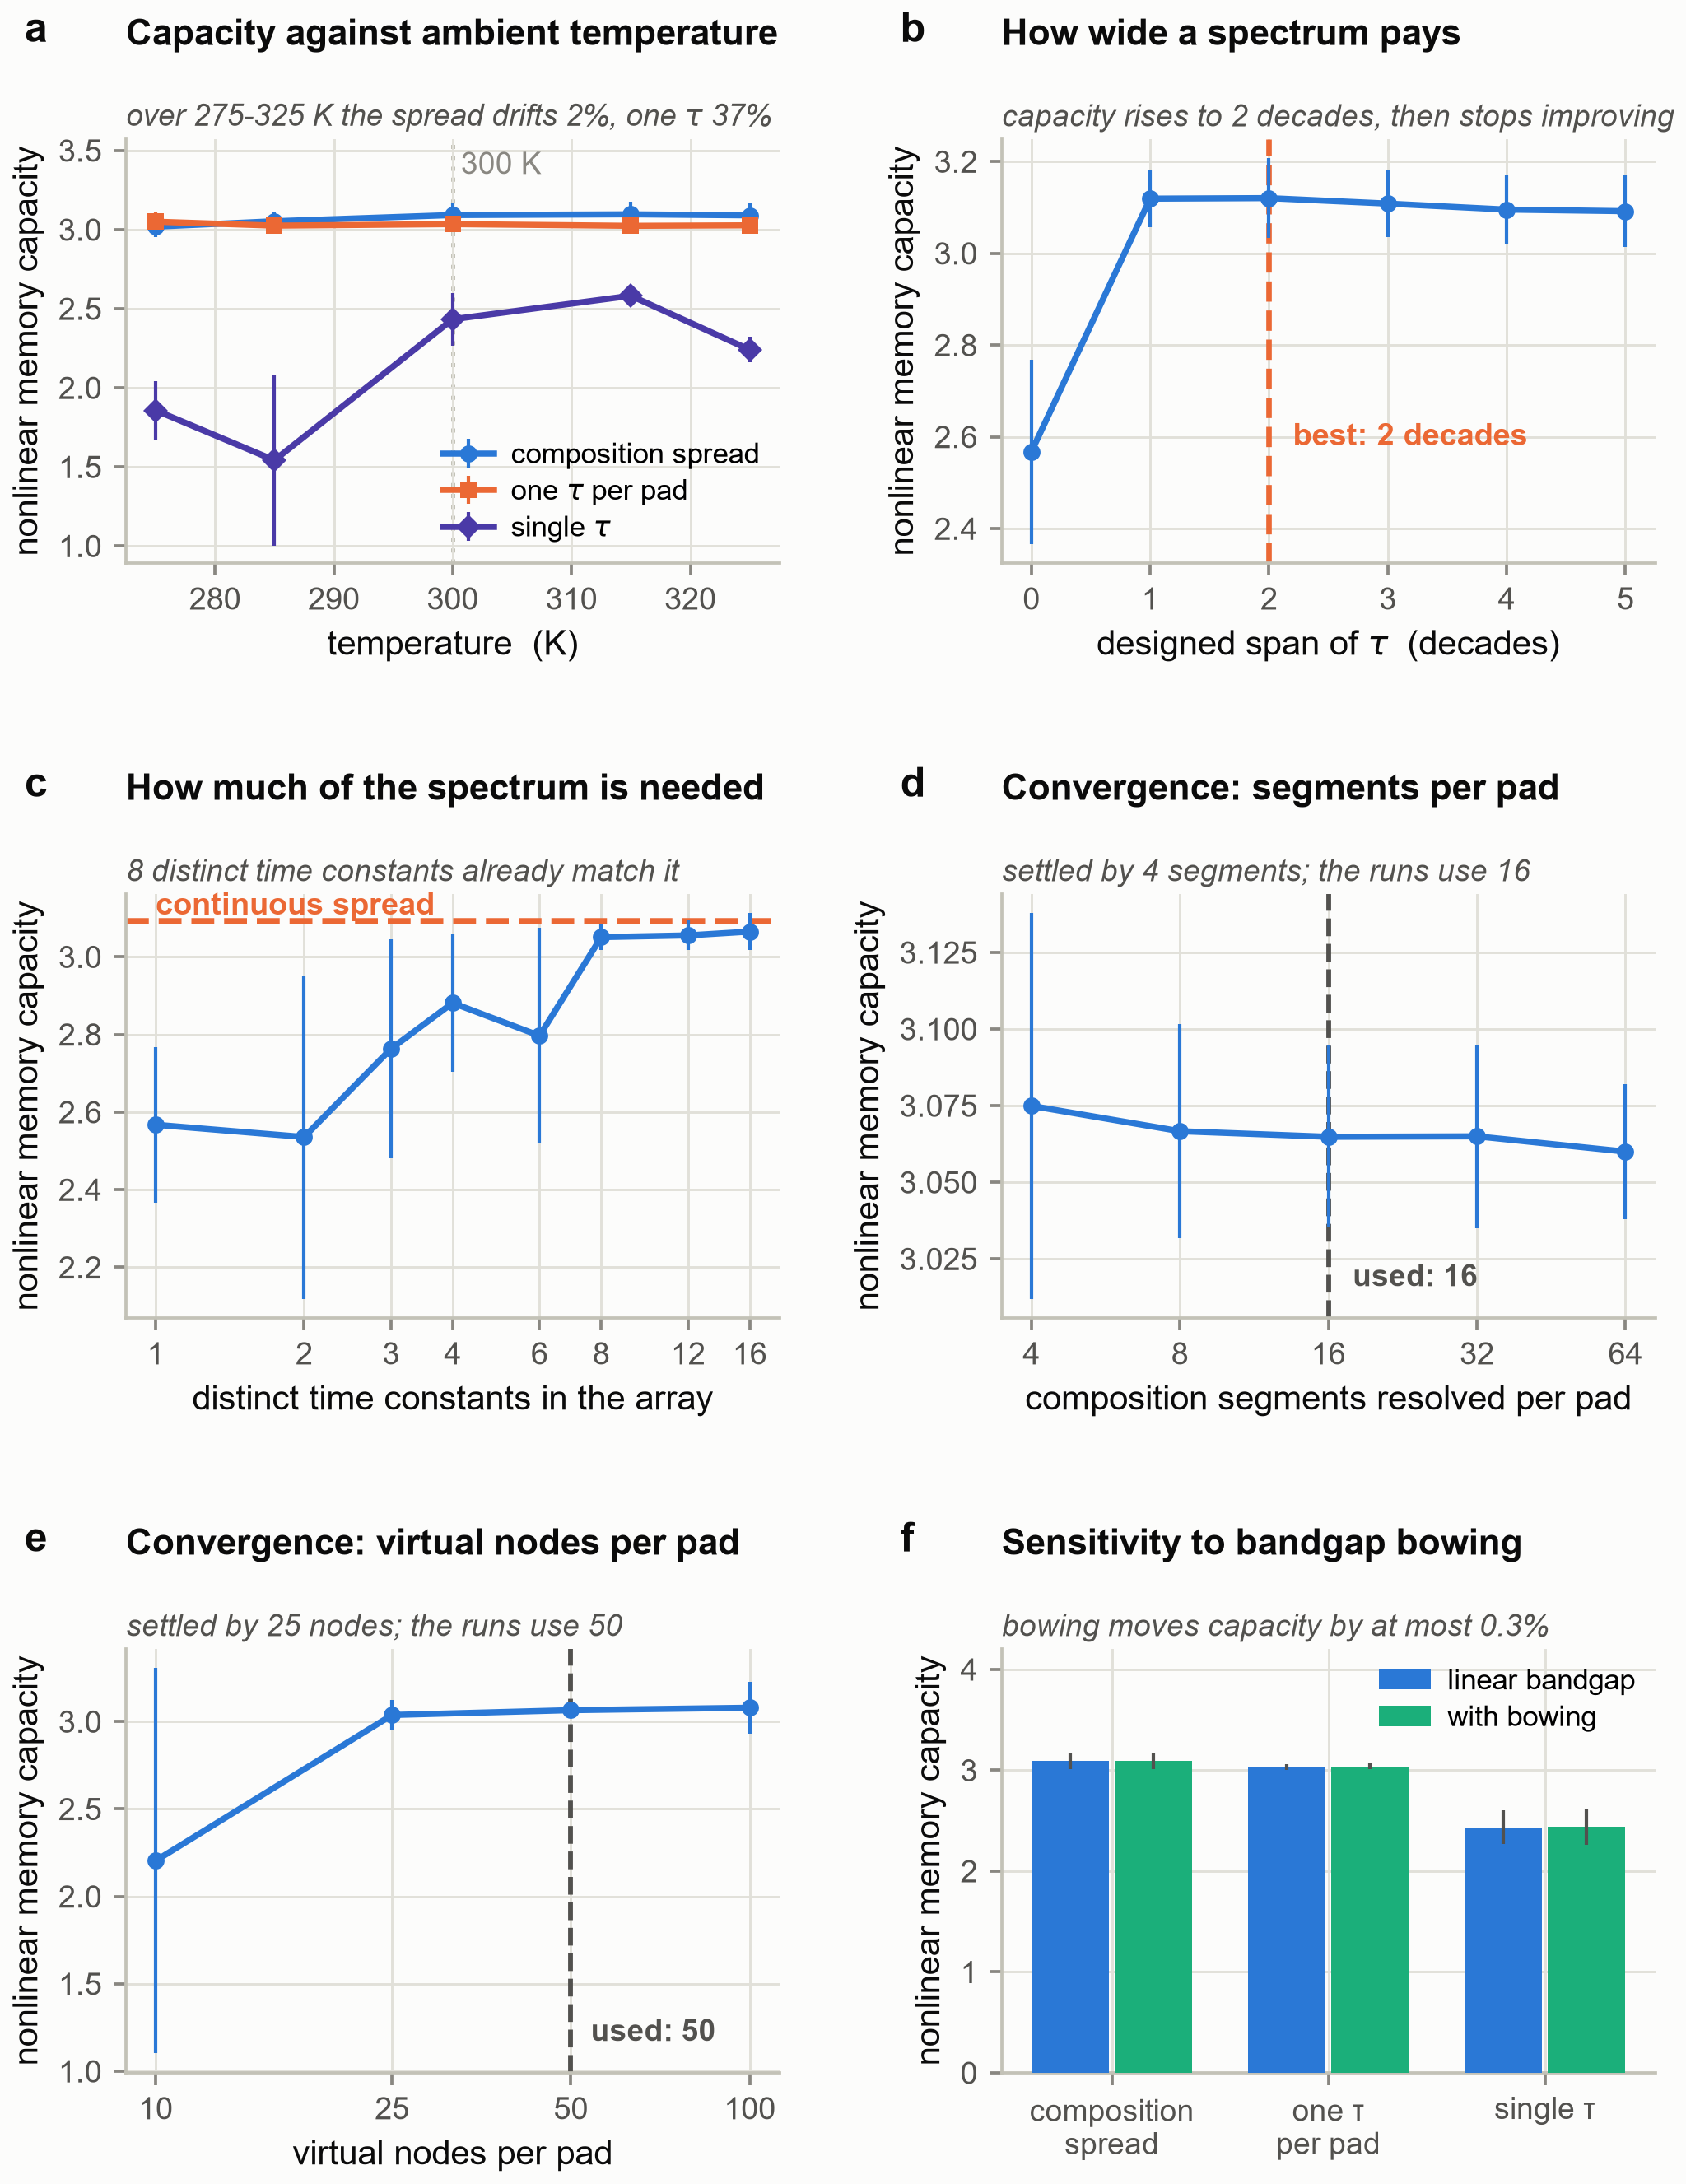 a
Capacity against ambient temperature
over 275-325 K the spread drifts 2%, one τ 37%
nonlinear memory capacity
3.5
3.0
2.5
2.0
1.5
1.0
300 K
composition spread
one τ per pad
single τ
280 290 300 310 320
temperature (K)
b
How wide a spectrum pays
capacity rises to 2 decades, then stops improving
nonlinear memory capacity
3.2
3.0
2.8
2.6
2.4
best: 2 decades
0 1 2 3 4 5
designed span of τ (decades)
c
How much of the spectrum is needed
8 distinct time constants already match it
continuous spread
nonlinear memory capacity
3.0
2.8
2.6
2.4
2.2
1 2 3 4 6 8 12 16
distinct time constants in the array
d
Convergence: segments per pad
settled by 4 segments; the runs use 16
nonlinear memory capacity
3.125
3.100
3.075
3.050
3.025
used: 16
4 8 16 32 64
composition segments resolved per pad
e
Convergence: virtual nodes per pad
settled by 25 nodes; the runs use 50
nonlinear memory capacity
3.0
2.5
2.0
1.5
1.0
used: 50
10 25 50 100
virtual nodes per pad
f
Sensitivity to bandgap bowing
bowing moves capacity by at most 0.3%
nonlinear memory capacity
4
3
2
1
0
linear bandgap
with bowing
composition
spread
one τ
per pad
single τ